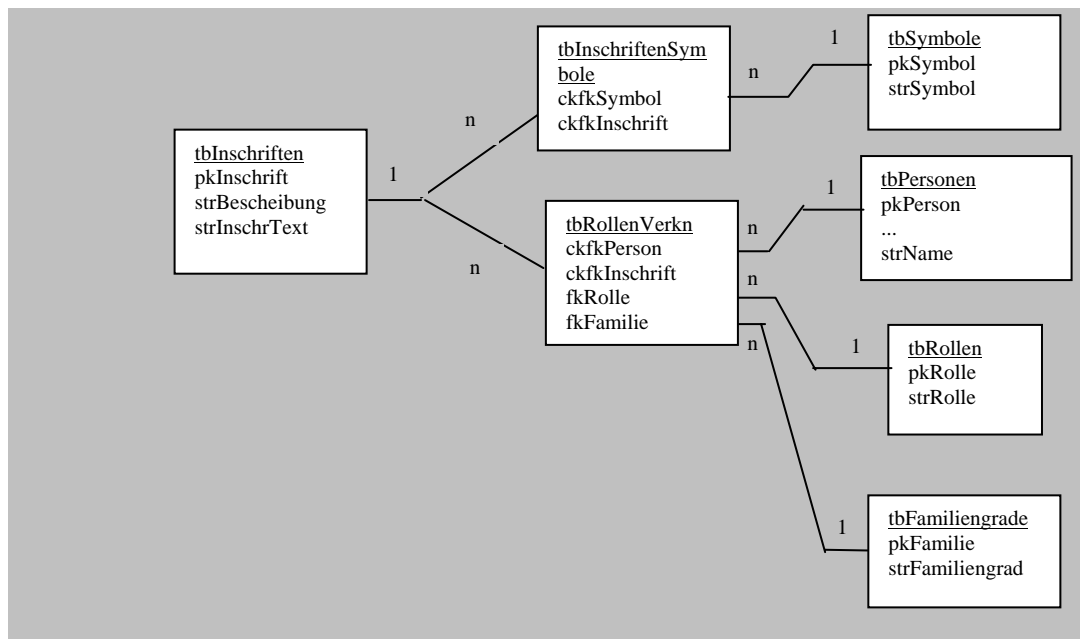 tbInschriften
pkInschrift
strBescheibung
strInschrText
1
n
n
tbInschriftenSym
bole
ckfkSymbol
ckfkInschrift
n
1
tbSymbole
pkSymbol
strSymbol
tbRollenVerkn
ckfkPerson
ckfkInschrift
fkRolle
fkFamilie
n
1
tbPersonen
pkPerson
...
strName
n
1
tbRollen
pkRolle
strRolle
n
1
tbFamiliengrade
pkFamilie
strFamiliengrad